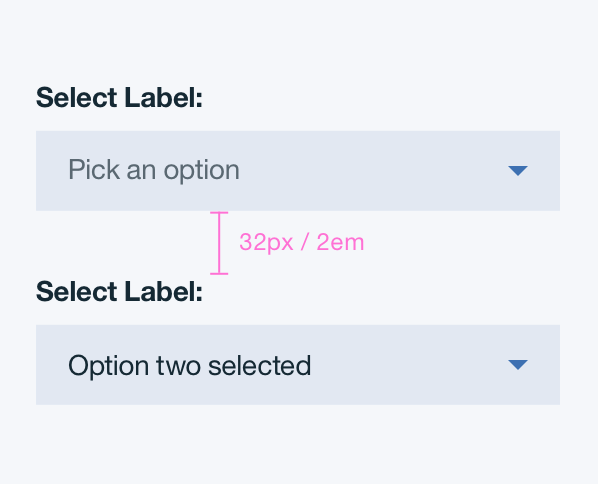 Select Label:
Pick an option
32px / 2em
Select Label:
Option two selected